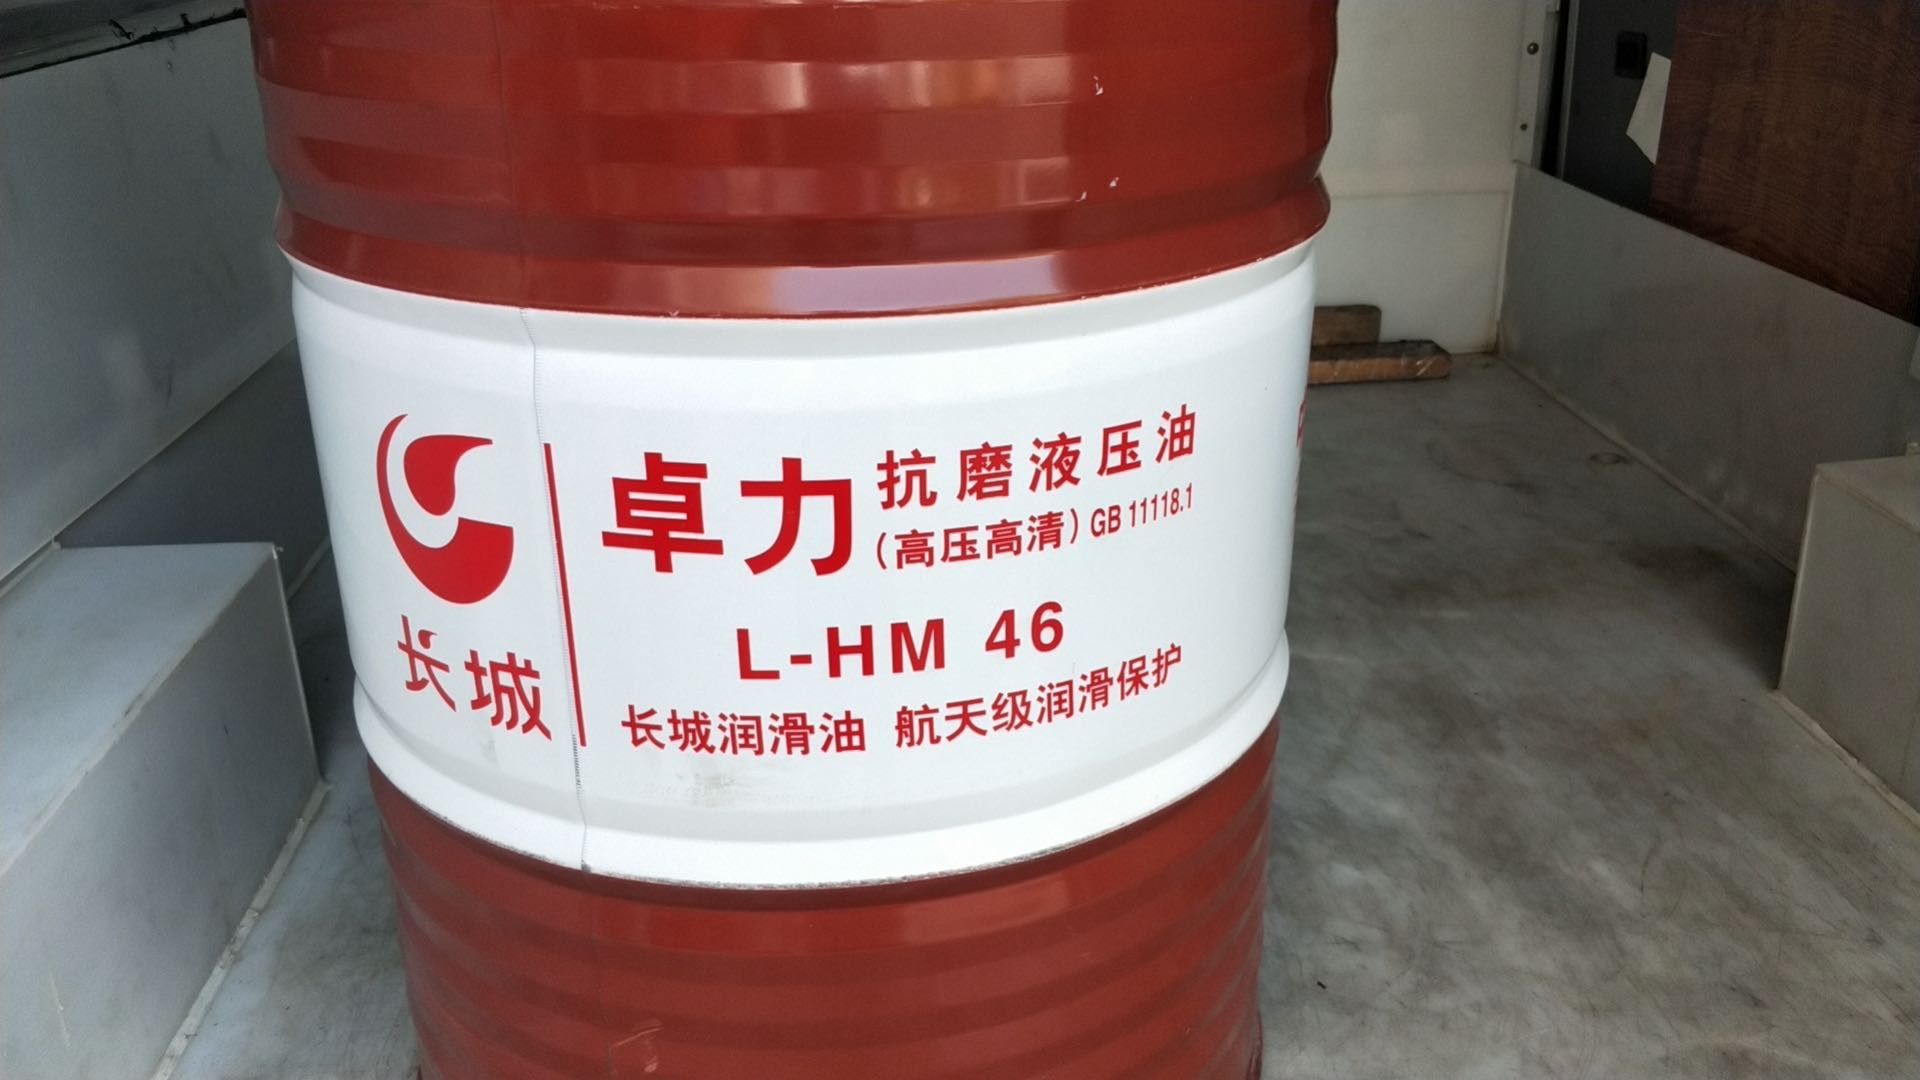 长城
卓力
抗磨液压油
(高压高清) GB 11118.1
L-HM 46
长城润滑油 航天级润滑保护